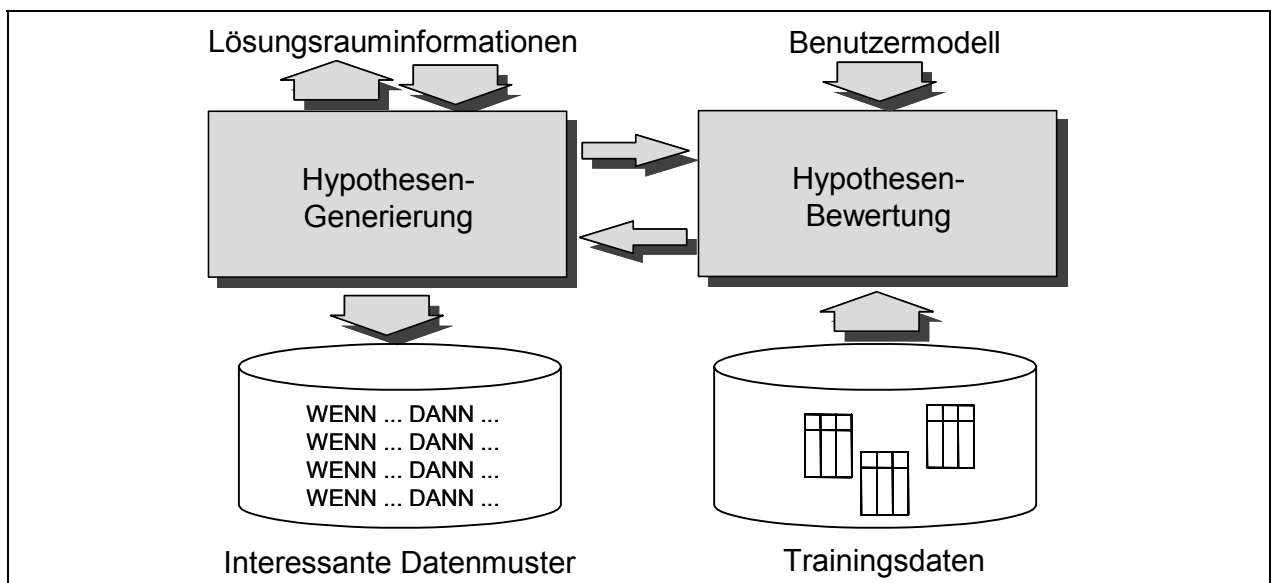 Lösungsrauminformationen
Benutzermodell
Hypothesen-
Generierung
Hypothesen-
Bewertung
WENN ... DANN ...
WENN ... DANN ...
WENN ... DANN ...
WENN ... DANN ...
Interessante Datenmuster
Trainingsdaten